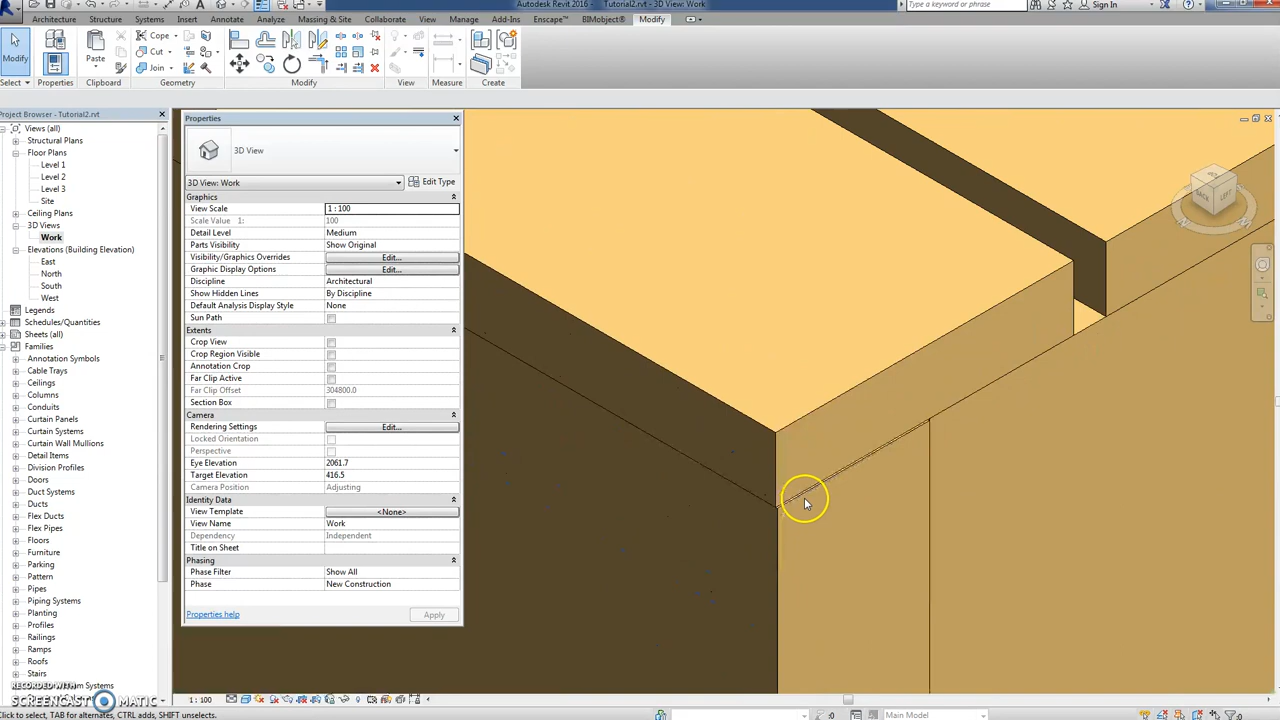 Autodesk Revit 2016 - Tutorial2.rvt - 3D View: Work
Type a keyword or phrase
Sign In
Architecture Structure Systems Insert Annotate Analyze Massing & Site Collaborate View Manage Add-Ins Enscape™ BIMobject® Modify
Modify
Properties
Paste
Cope
Cut
Join
Select
Properties
Clipboard
Geometry
Modify
View
Measure
Create
Project Browser - Tutorial2.rvt
Views (all)
Structural Plans
Floor Plans
Level 1
Level 2
Level 3
Site
Ceiling Plans
3D Views
Work
Elevations (Building Elevation)
East
North
South
West
Legends
Schedules/Quantities
Sheets (all)
Families
Annotation Symbols
Cable Trays
Ceilings
Columns
Conduits
Curtain Panels
Curtain Systems
Curtain Wall Mullions
Detail Items
Division Profiles
Doors
Duct Systems
Ducts
Flex Ducts
Flex Pipes
Floors
Furniture
Parking
Pattern
Pipes
Piping Systems
Planting
Profiles
Railings
Ramps
Roofs
Stairs
Properties
3D View
3D View: Work
Edit Type
Graphics
View Scale 1 : 100
Scale Value 1: 100
Detail Level Medium
Parts Visibility Show Original
Visibility/Graphics Overrides Edit...
Graphic Display Options Edit...
Discipline Architectural
Show Hidden Lines By Discipline
Default Analysis Display Style None
Sun Path
Extents
Crop View
Crop Region Visible
Annotation Crop
Far Clip Active
Far Clip Offset 304800.0
Section Box
Camera
Rendering Settings Edit...
Locked Orientation
Perspective
Eye Elevation 2061.7
Target Elevation 416.5
Camera Position Adjusting
Identity Data
View Template <None>
View Name Work
Dependency Independent
Title on Sheet
Phasing
Phase Filter Show All
Phase New Construction
Properties help
Apply
BACK
LEFT
RECORDED WITH
SCREENCAST MATIC
1 : 100
Click to select, TAB for alternates, CTRL adds, SHIFT unselects.
:0
Main Model